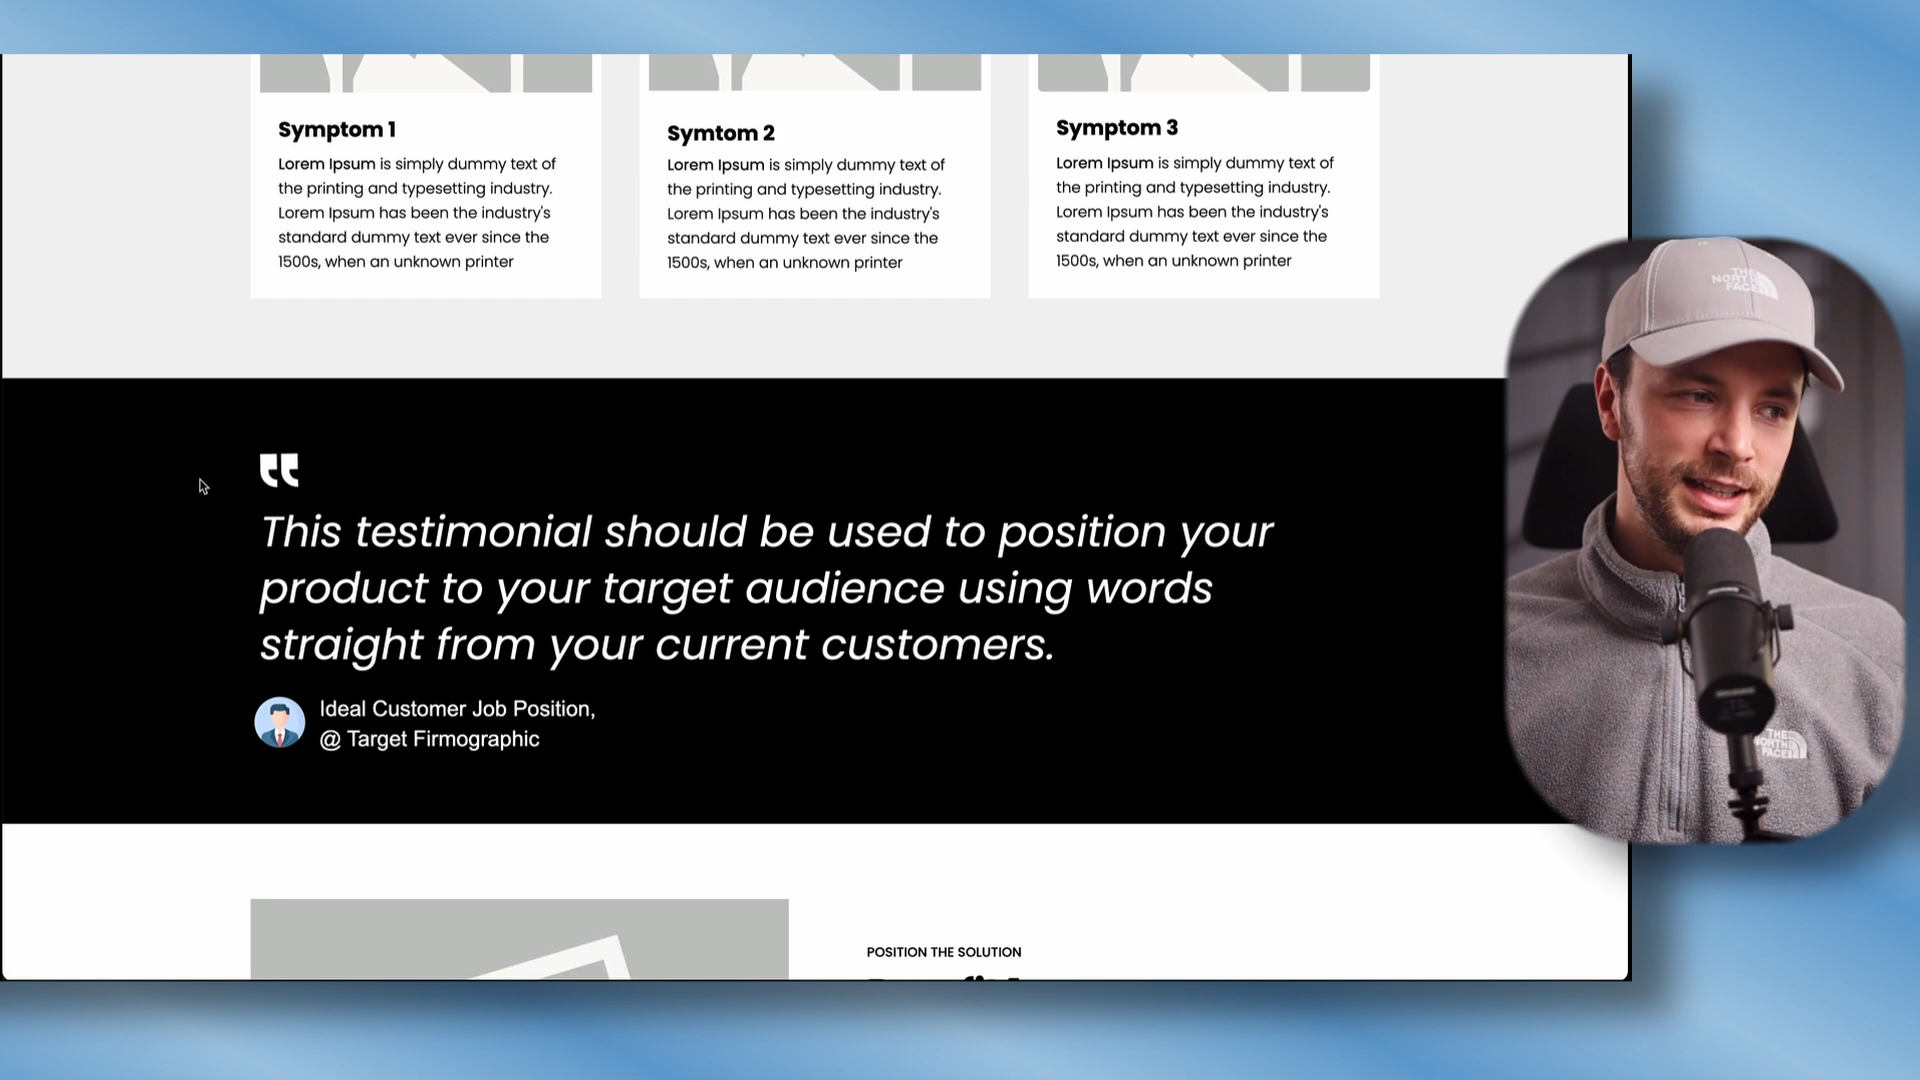 Symptom 1
Lorem Ipsum is simply dummy text of
the printing and typesetting industry.
Lorem Ipsum has been the industry's
standard dummy text ever since the
1500s, when an unknown printer
Symtom 2
Lorem Ipsum is simply dummy text of
the printing and typesetting industry.
Lorem Ipsum has been the industry's
standard dummy text ever since the
1500s, when an unknown printer
Symptom 3
Lorem Ipsum is simply dummy text of
the printing and typesetting industry.
Lorem Ipsum has been the industry's
standard dummy text ever since the
1500s, when an unknown printer
THE
NORTH
FACE
This testimonial should be used to position your
product to your target audience using words
straight from your current customers.
Ideal Customer Job Position,
@ Target Firmographic
THE
NORTH
FACE
POSITION THE SOLUTION